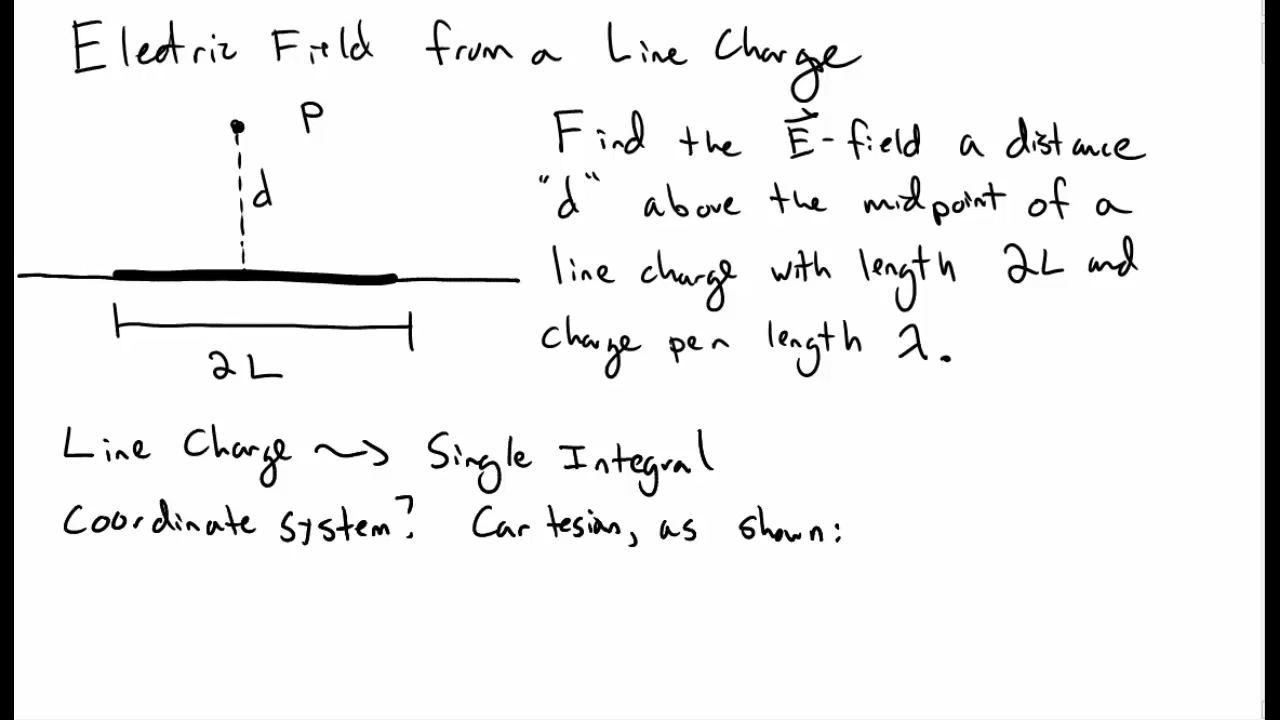 Electric Field from a Line Charge
P
d
2L
Find the E⃗-field a distance
"d" above the midpoint of a
line charge with length 2L and
charge per length λ.
Line Charge ⇝ Single Integral
Coordinate system? Cartesian, as shown: